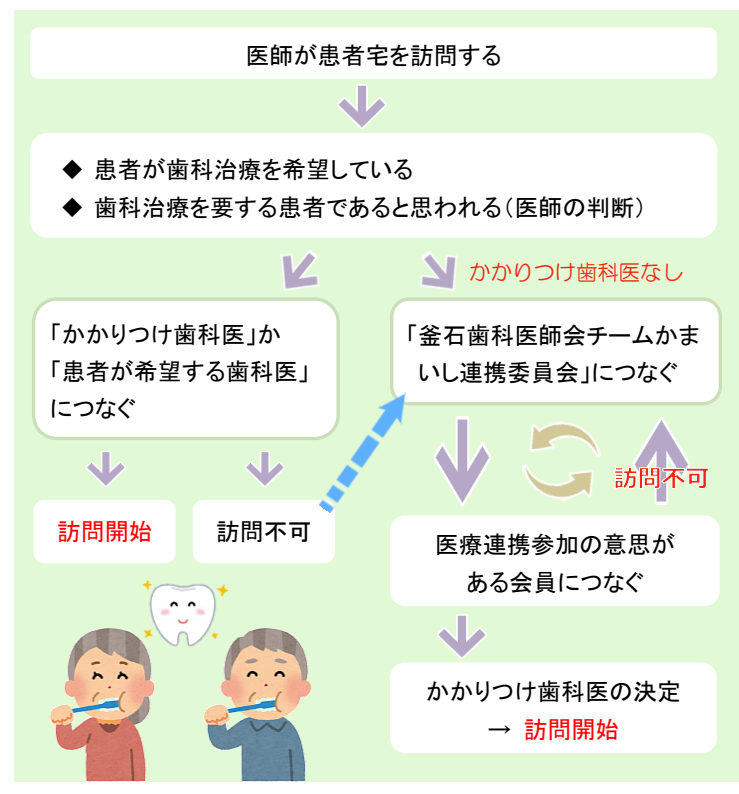 医師が患者宅を訪問する
◆ 患者が歯科治療を希望している
◆ 歯科治療を要する患者であると思われる（医師の判断）
かかりつけ歯科医なし
「かかりつけ歯科医」か
「患者が希望する歯科医」
につなぐ
「釜石歯科医師会チームかま
いし連携委員会」につなぐ
訪問開始
訪問不可
訪問不可
医療連携参加の意思が
ある会員につなぐ
かかりつけ歯科医の決定
→ 訪問開始